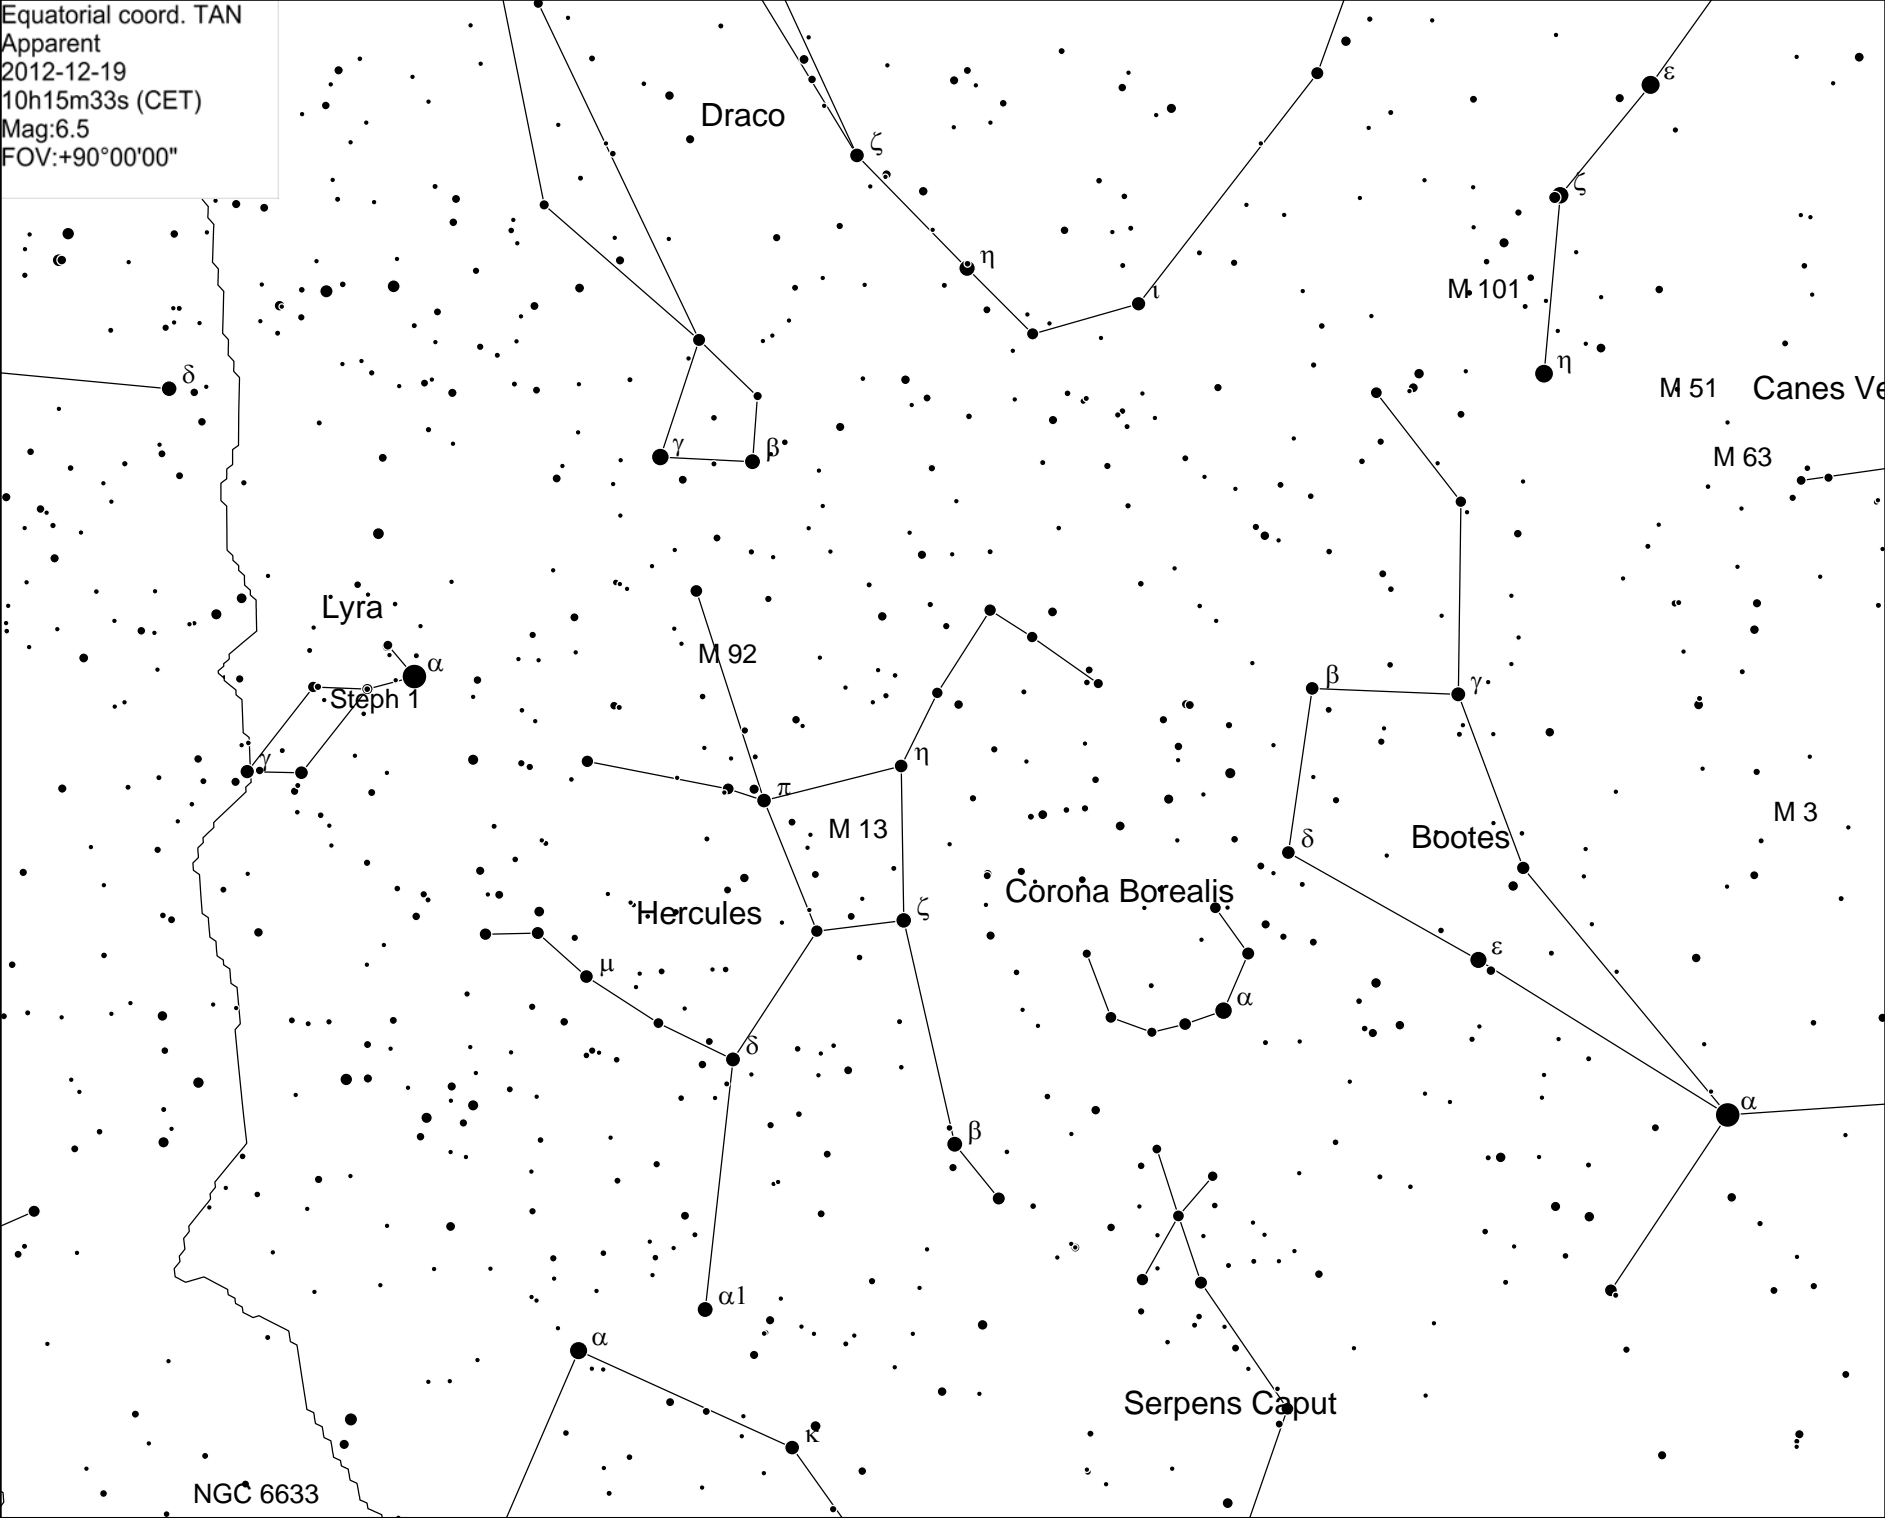 Equatorial coord. TAN
Apparent
2012-12-19
10h15m33s (CET)
Mag:6.5
FOV:+90°00'00"
ε
Draco
ζ
ζ
η
M 101
ι
η
δ
M 51
Canes Ve
γ
β
M 63
Lyra
M 92
α
Steph 1
β
γ
γ
η
π
M 3
M 13
Bootes
δ
Corona Borealis
Hercules
ζ
ε
μ
α
δ
α
β
α1
α
Serpens Caput
κ
NGC 6633